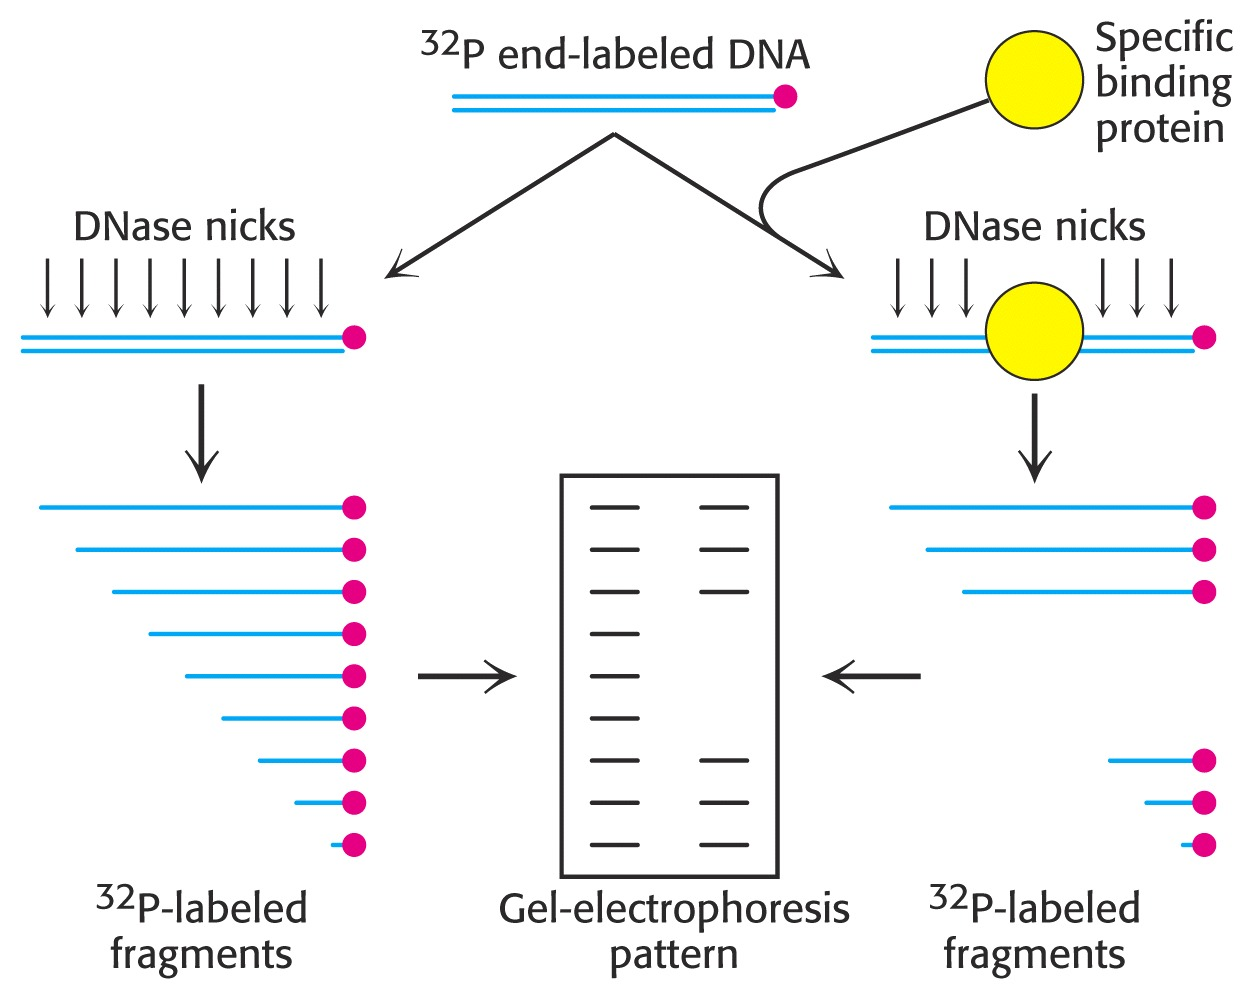 ³²P end-labeled DNA
Specific
binding
protein
DNase nicks
DNase nicks
³²P-labeled
fragments
Gel-electrophoresis
pattern
³²P-labeled
fragments